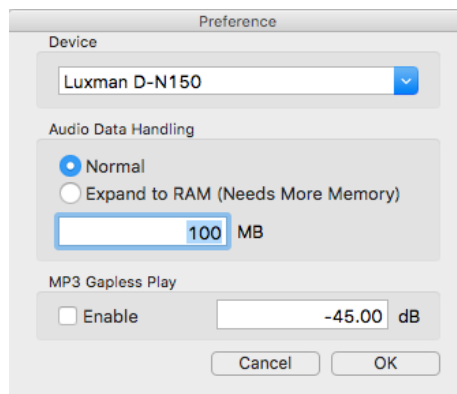 Preference
Device
Luxman D-N150
Audio Data Handling
Normal
Expand to RAM (Needs More Memory)
100 MB
MP3 Gapless Play
Enable -45.00 dB
Cancel OK